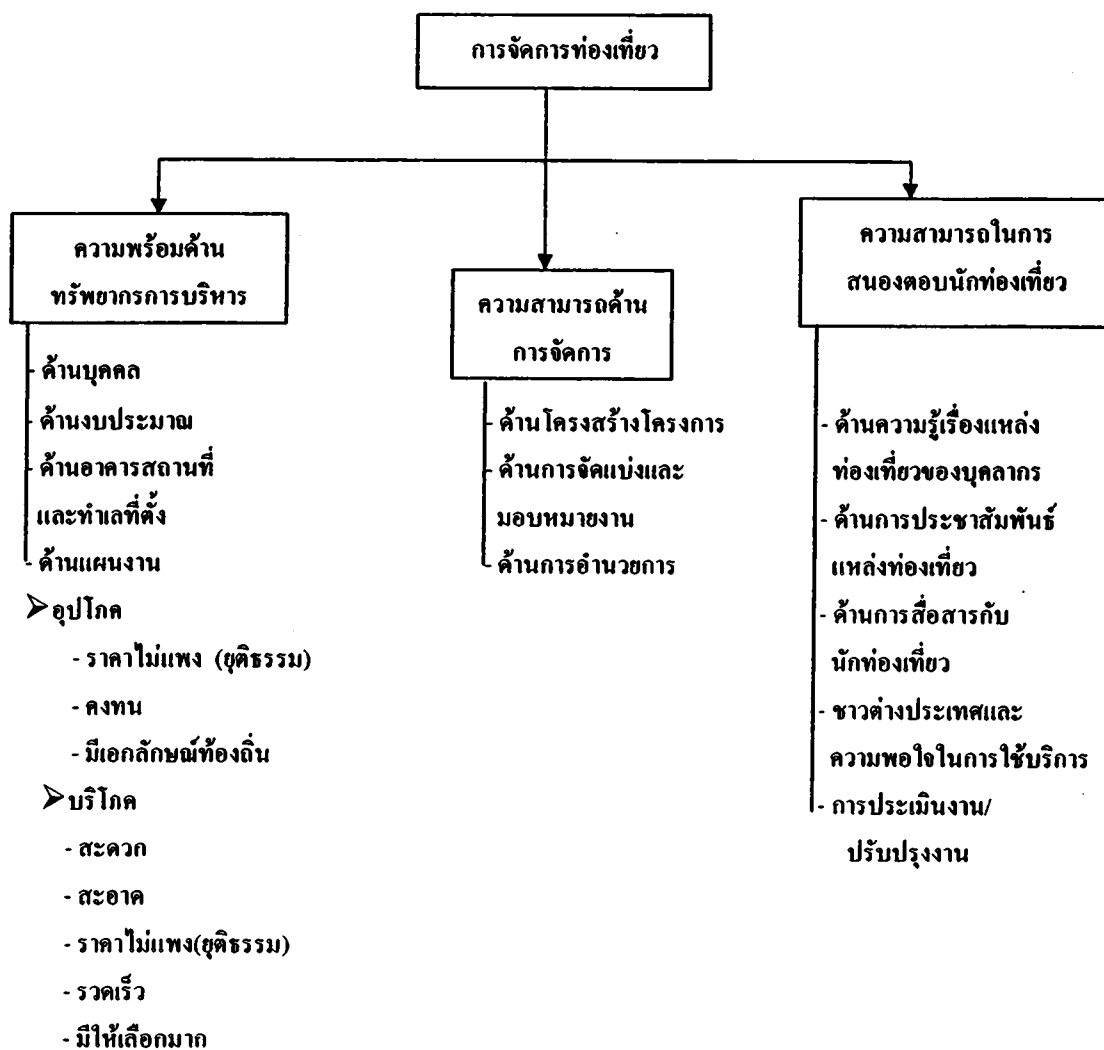 การจัดการท่องเที่ยว
ความพร้อมด้าน
ทรัพยากรการบริหาร
- ด้านบุคคล
- ด้านงบประมาณ
- ด้านอาคารสถานที่
และทำเลที่ตั้ง
- ด้านแผนงาน
➢อุปโภค
- ราคาไม่แพง (ยุติธรรม)
- คงทน
- มีเอกลักษณ์ท้องถิ่น
➢บริโภค
- สะดวก
- สะอาด
- ราคาไม่แพง(ยุติธรรม)
- รวดเร็ว
- มีให้เลือกมาก
ความสามารถด้าน
การจัดการ
- ด้านโครงสร้างโครงการ
- ด้านการจัดแบ่งและ
มอบหมายงาน
- ด้านการอำนวยการ
ความสามารถในการ
สนองตอบนักท่องเที่ยว
- ด้านความรู้เรื่องแหล่ง
ท่องเที่ยวของบุคลากร
- ด้านการประชาสัมพันธ์
แหล่งท่องเที่ยว
- ด้านการสื่อสารกับ
นักท่องเที่ยว
- ชาวต่างประเทศและ
ความพอใจในการใช้บริการ
- การประเมินงาน/
ปรับปรุงงาน